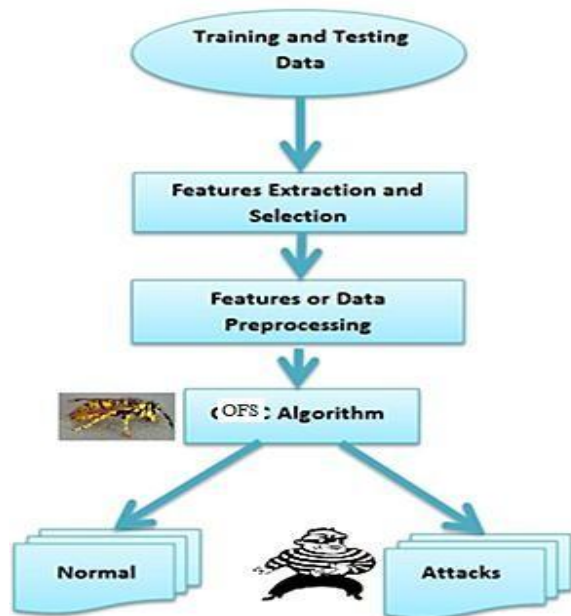 Training and Testing
Data
Features Extraction and
Selection
Features or Data
Preprocessing
OFS Algorithm
Normal
Attacks